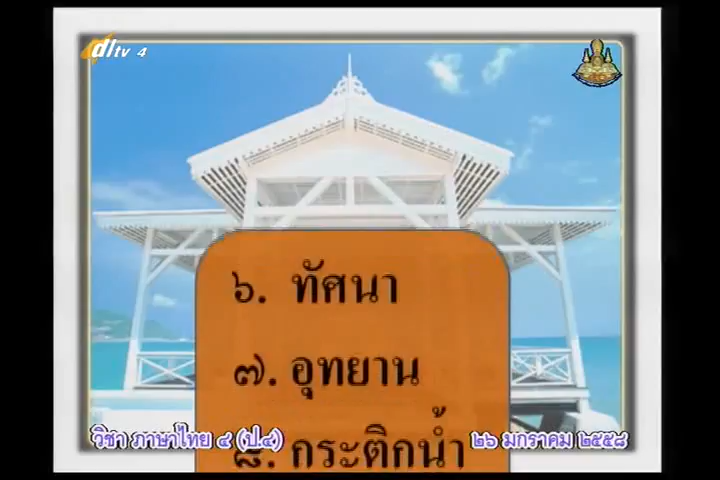 dltv 4
๖. ทัศนา
๗. อุทยาน
๘. กระติกน้ำ
วิชา ภาษาไทย ๔ (ป.๔)
๒๖ มกราคม ๒๕๕๘